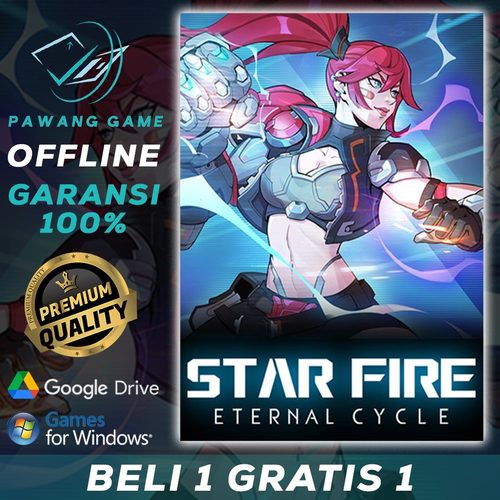 PAWANG GAME
OFFLINE
GARANSI
100%
PREMIUM
QUALITY
Google Drive
Games
for Windows®
STAR FIRE
ETERNAL CYCLE
BELI 1 GRATIS 1